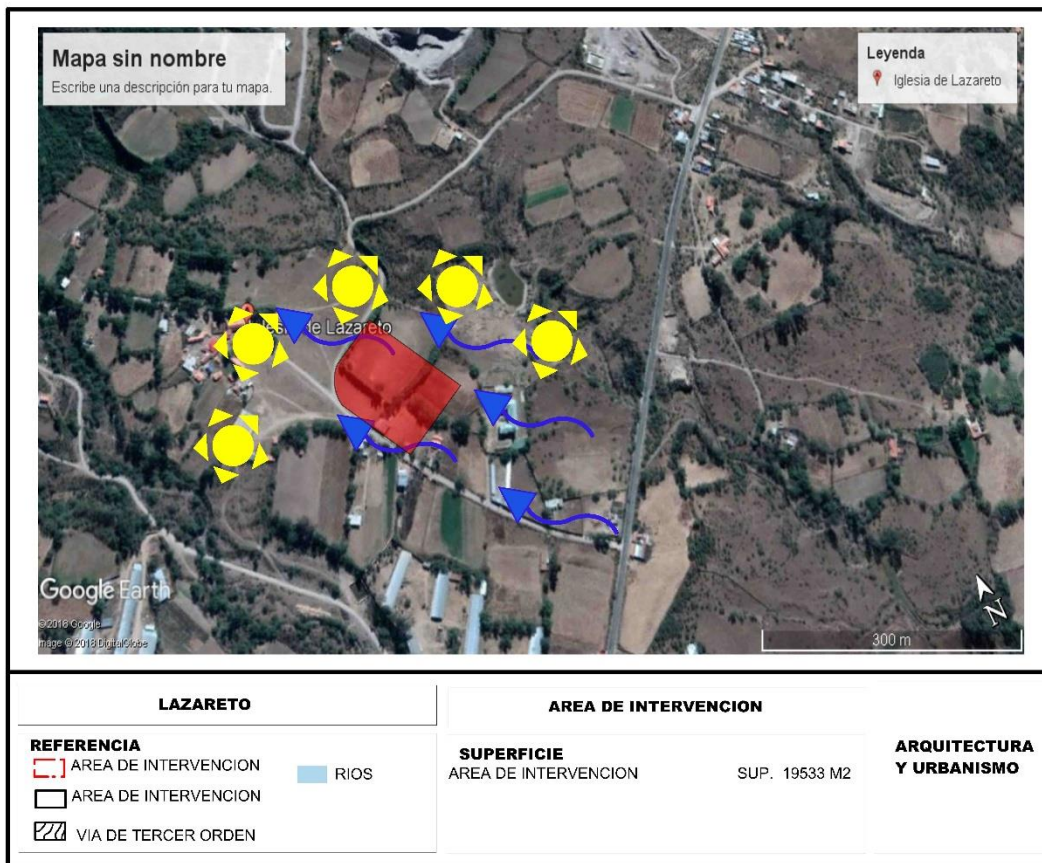 Mapa sin nombre
Escribe una descripción para tu mapa.
Leyenda
Iglesia de Lazareto
lesia de Lazareto
Google Earth
©2018 Google
Image © 2018 DigitalGlobe
N
300 m
LAZARETO
AREA DE INTERVENCION
REFERENCIA
AREA DE INTERVENCION
RIOS
AREA DE INTERVENCION
VIA DE TERCER ORDEN
SUPERFICIE
AREA DE INTERVENCION SUP. 19533 M2
ARQUITECTURA
Y URBANISMO